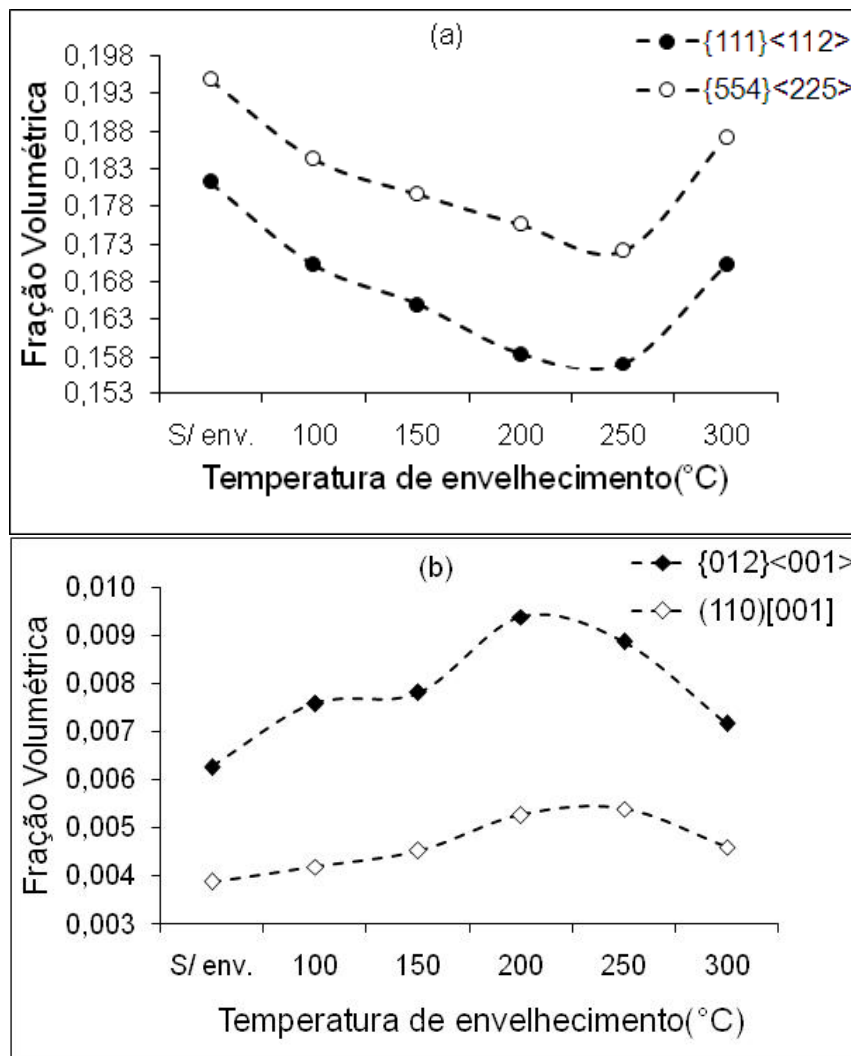 (a)
{111}<112>
{554}<225>
Fração Volumétrica
0,198
0,193
0,188
0,183
0,178
0,173
0,168
0,163
0,158
0,153
S/ env. 100 150 200 250 300
Temperatura de envelhecimento(°C)
(b)
{012}<001>
(110)[001]
Fração Volumétrica
0,010
0,009
0,008
0,007
0,006
0,005
0,004
0,003
S/ env. 100 150 200 250 300
Temperatura de envelhecimento(°C)